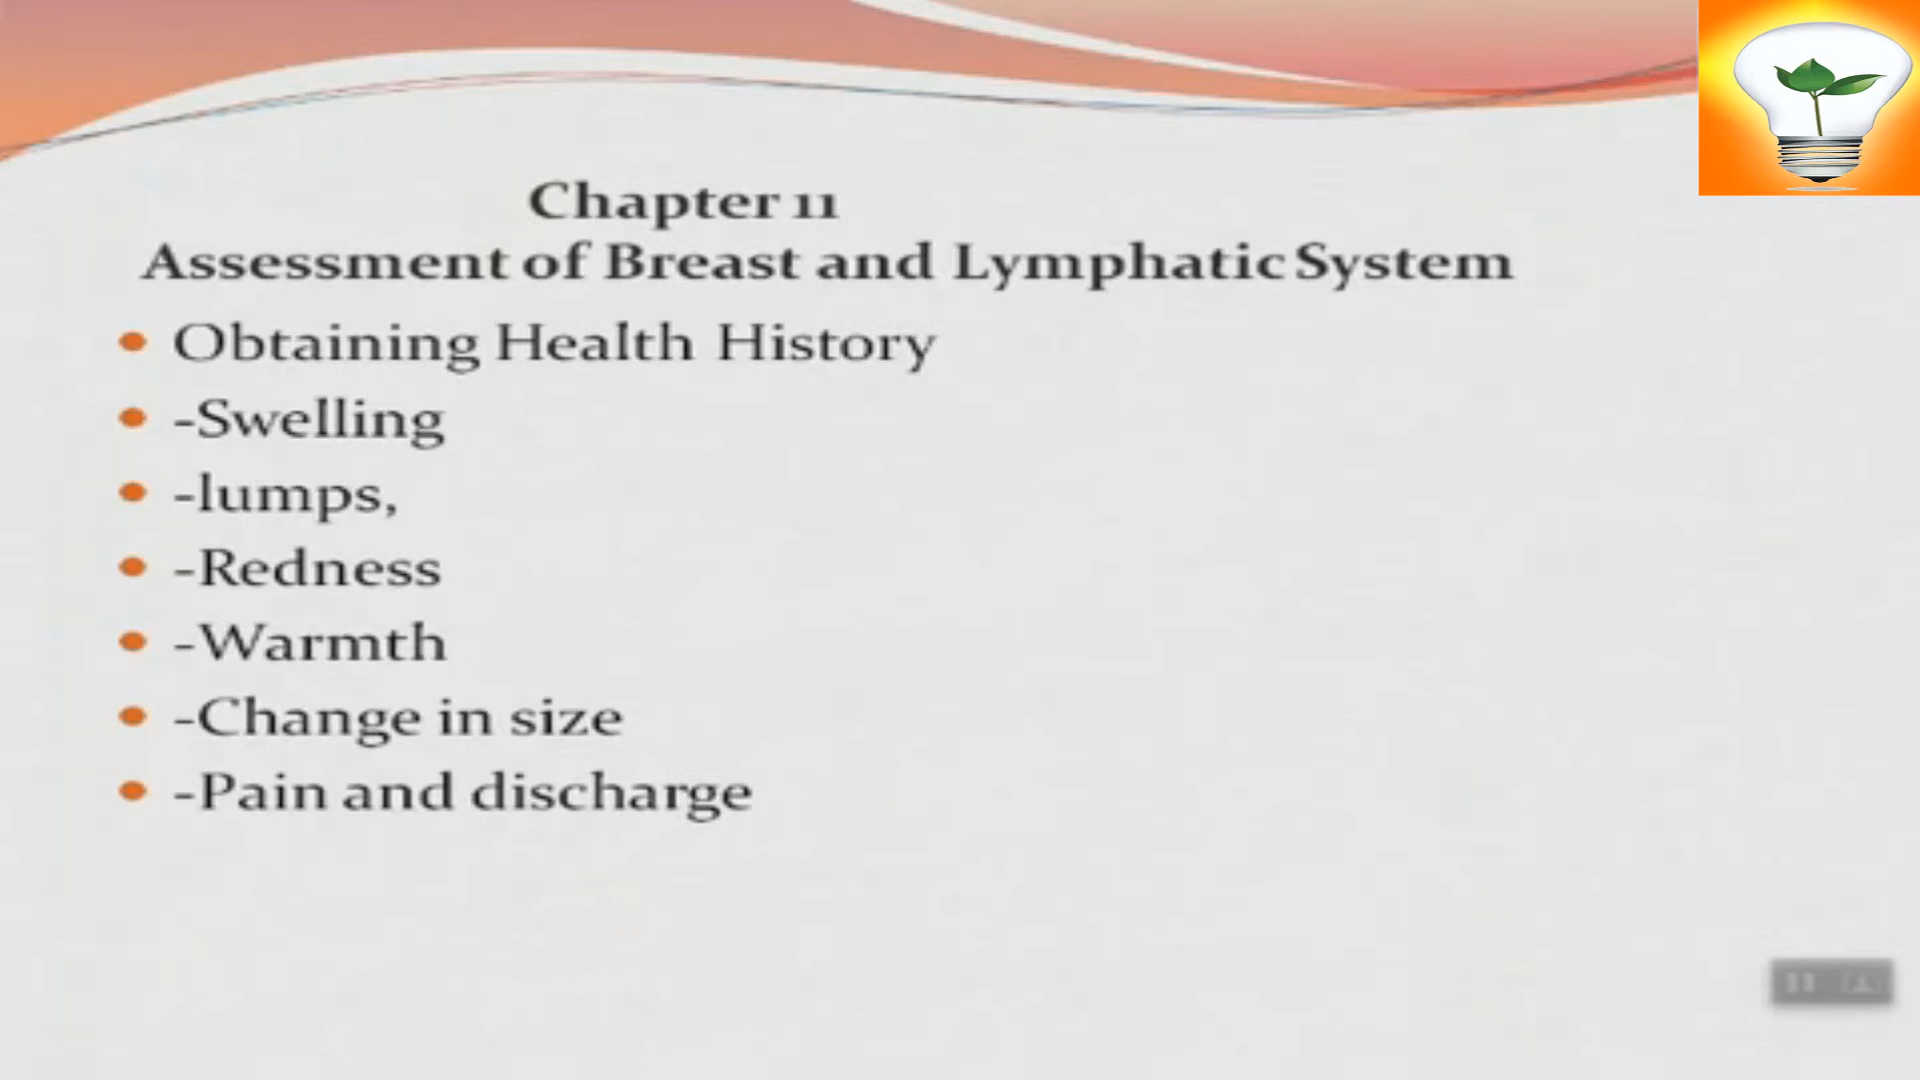 Chapter 11
Assessment of Breast and Lymphatic System
• Obtaining Health History
• -Swelling
• -lumps,
• -Redness
• -Warmth
• -Change in size
• -Pain and discharge